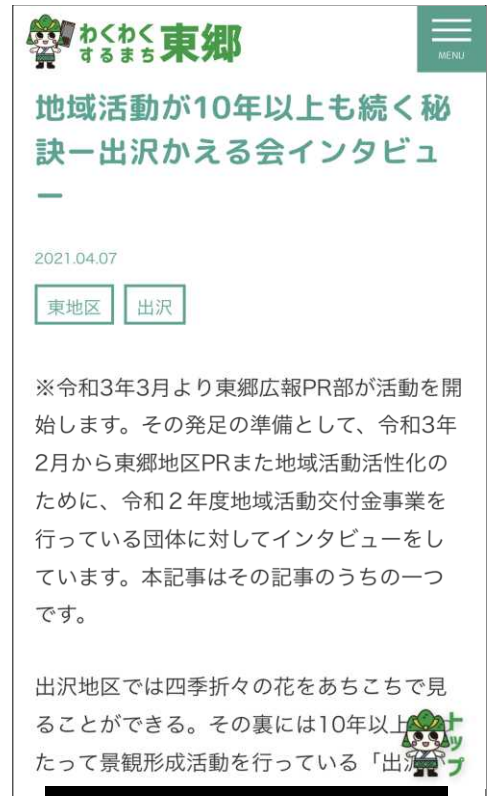 わくわく
するまち東郷
MENU
地域活動が10年以上も続く秘
訣ー出沢かえる会インタビュ
ー
2021.04.07
東地区 出沢
※令和3年3月より東郷広報PR部が活動を開
始します。その発足の準備として、令和3年
2月から東郷地区PRまた地域活動活性化の
ために、令和２年度地域活動交付金事業を
行っている団体に対してインタビューをし
ています。本記事はその記事のうちの一つ
です。
出沢地区では四季折々の花をあちこちで見
ることができる。その裏には10年以上
たって景観形成活動を行っている「出沢
トップ